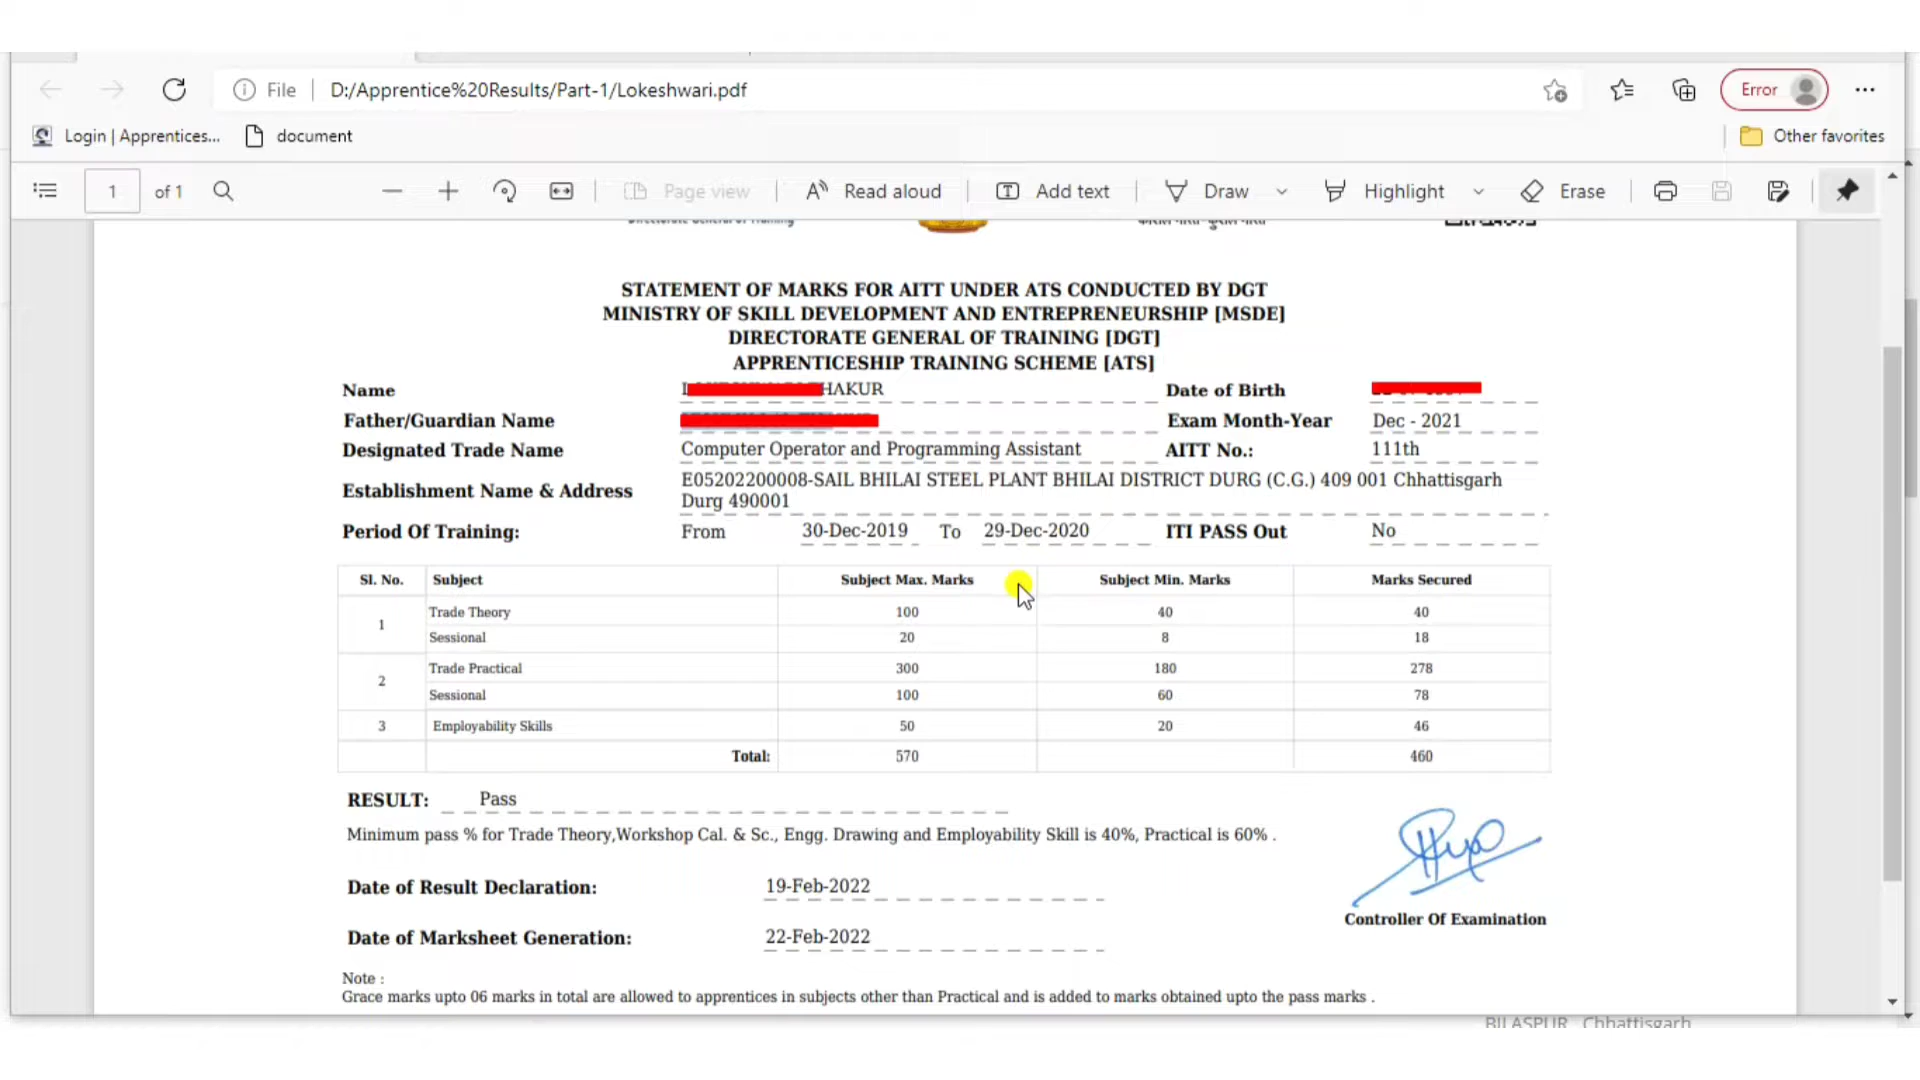 File D:/Apprentice%20Results/Part-1/Lokeshwari.pdf Error
Login | Apprentices... document Other favorites
1 of 1 Page view Read aloud Add text Draw Highlight Erase
Directorate General of Training
STATEMENT OF MARKS FOR AITT UNDER ATS CONDUCTED BY DGT
MINISTRY OF SKILL DEVELOPMENT AND ENTREPRENEURSHIP [MSDE]
DIRECTORATE GENERAL OF TRAINING [DGT]
APPRENTICESHIP TRAINING SCHEME [ATS]
Name HAKUR Date of Birth
Father/Guardian Name Exam Month-Year Dec - 2021
Designated Trade Name Computer Operator and Programming Assistant AITT No.: 111th
Establishment Name & Address E05202200008-SAIL BHILAI STEEL PLANT BHILAI DISTRICT DURG (C.G.) 409 001 Chhattisgarh
Durg 490001
Period Of Training: From 30-Dec-2019 To 29-Dec-2020 ITI PASS Out No
Sl. No. Subject Subject Max. Marks Subject Min. Marks Marks Secured
1 Trade Theory 100 40 40
Sessional 20 8 18
2 Trade Practical 300 180 278
Sessional 100 60 78
3 Employability Skills 50 20 46
Total: 570 460
RESULT: Pass
Minimum pass % for Trade Theory,Workshop Cal. & Sc., Engg. Drawing and Employability Skill is 40%, Practical is 60% .
Date of Result Declaration: 19-Feb-2022
Controller Of Examination
Date of Marksheet Generation: 22-Feb-2022
Note :
Grace marks upto 06 marks in total are allowed to apprentices in subjects other than Practical and is added to marks obtained upto the pass marks .
BILASPUR , Chhattisgarh